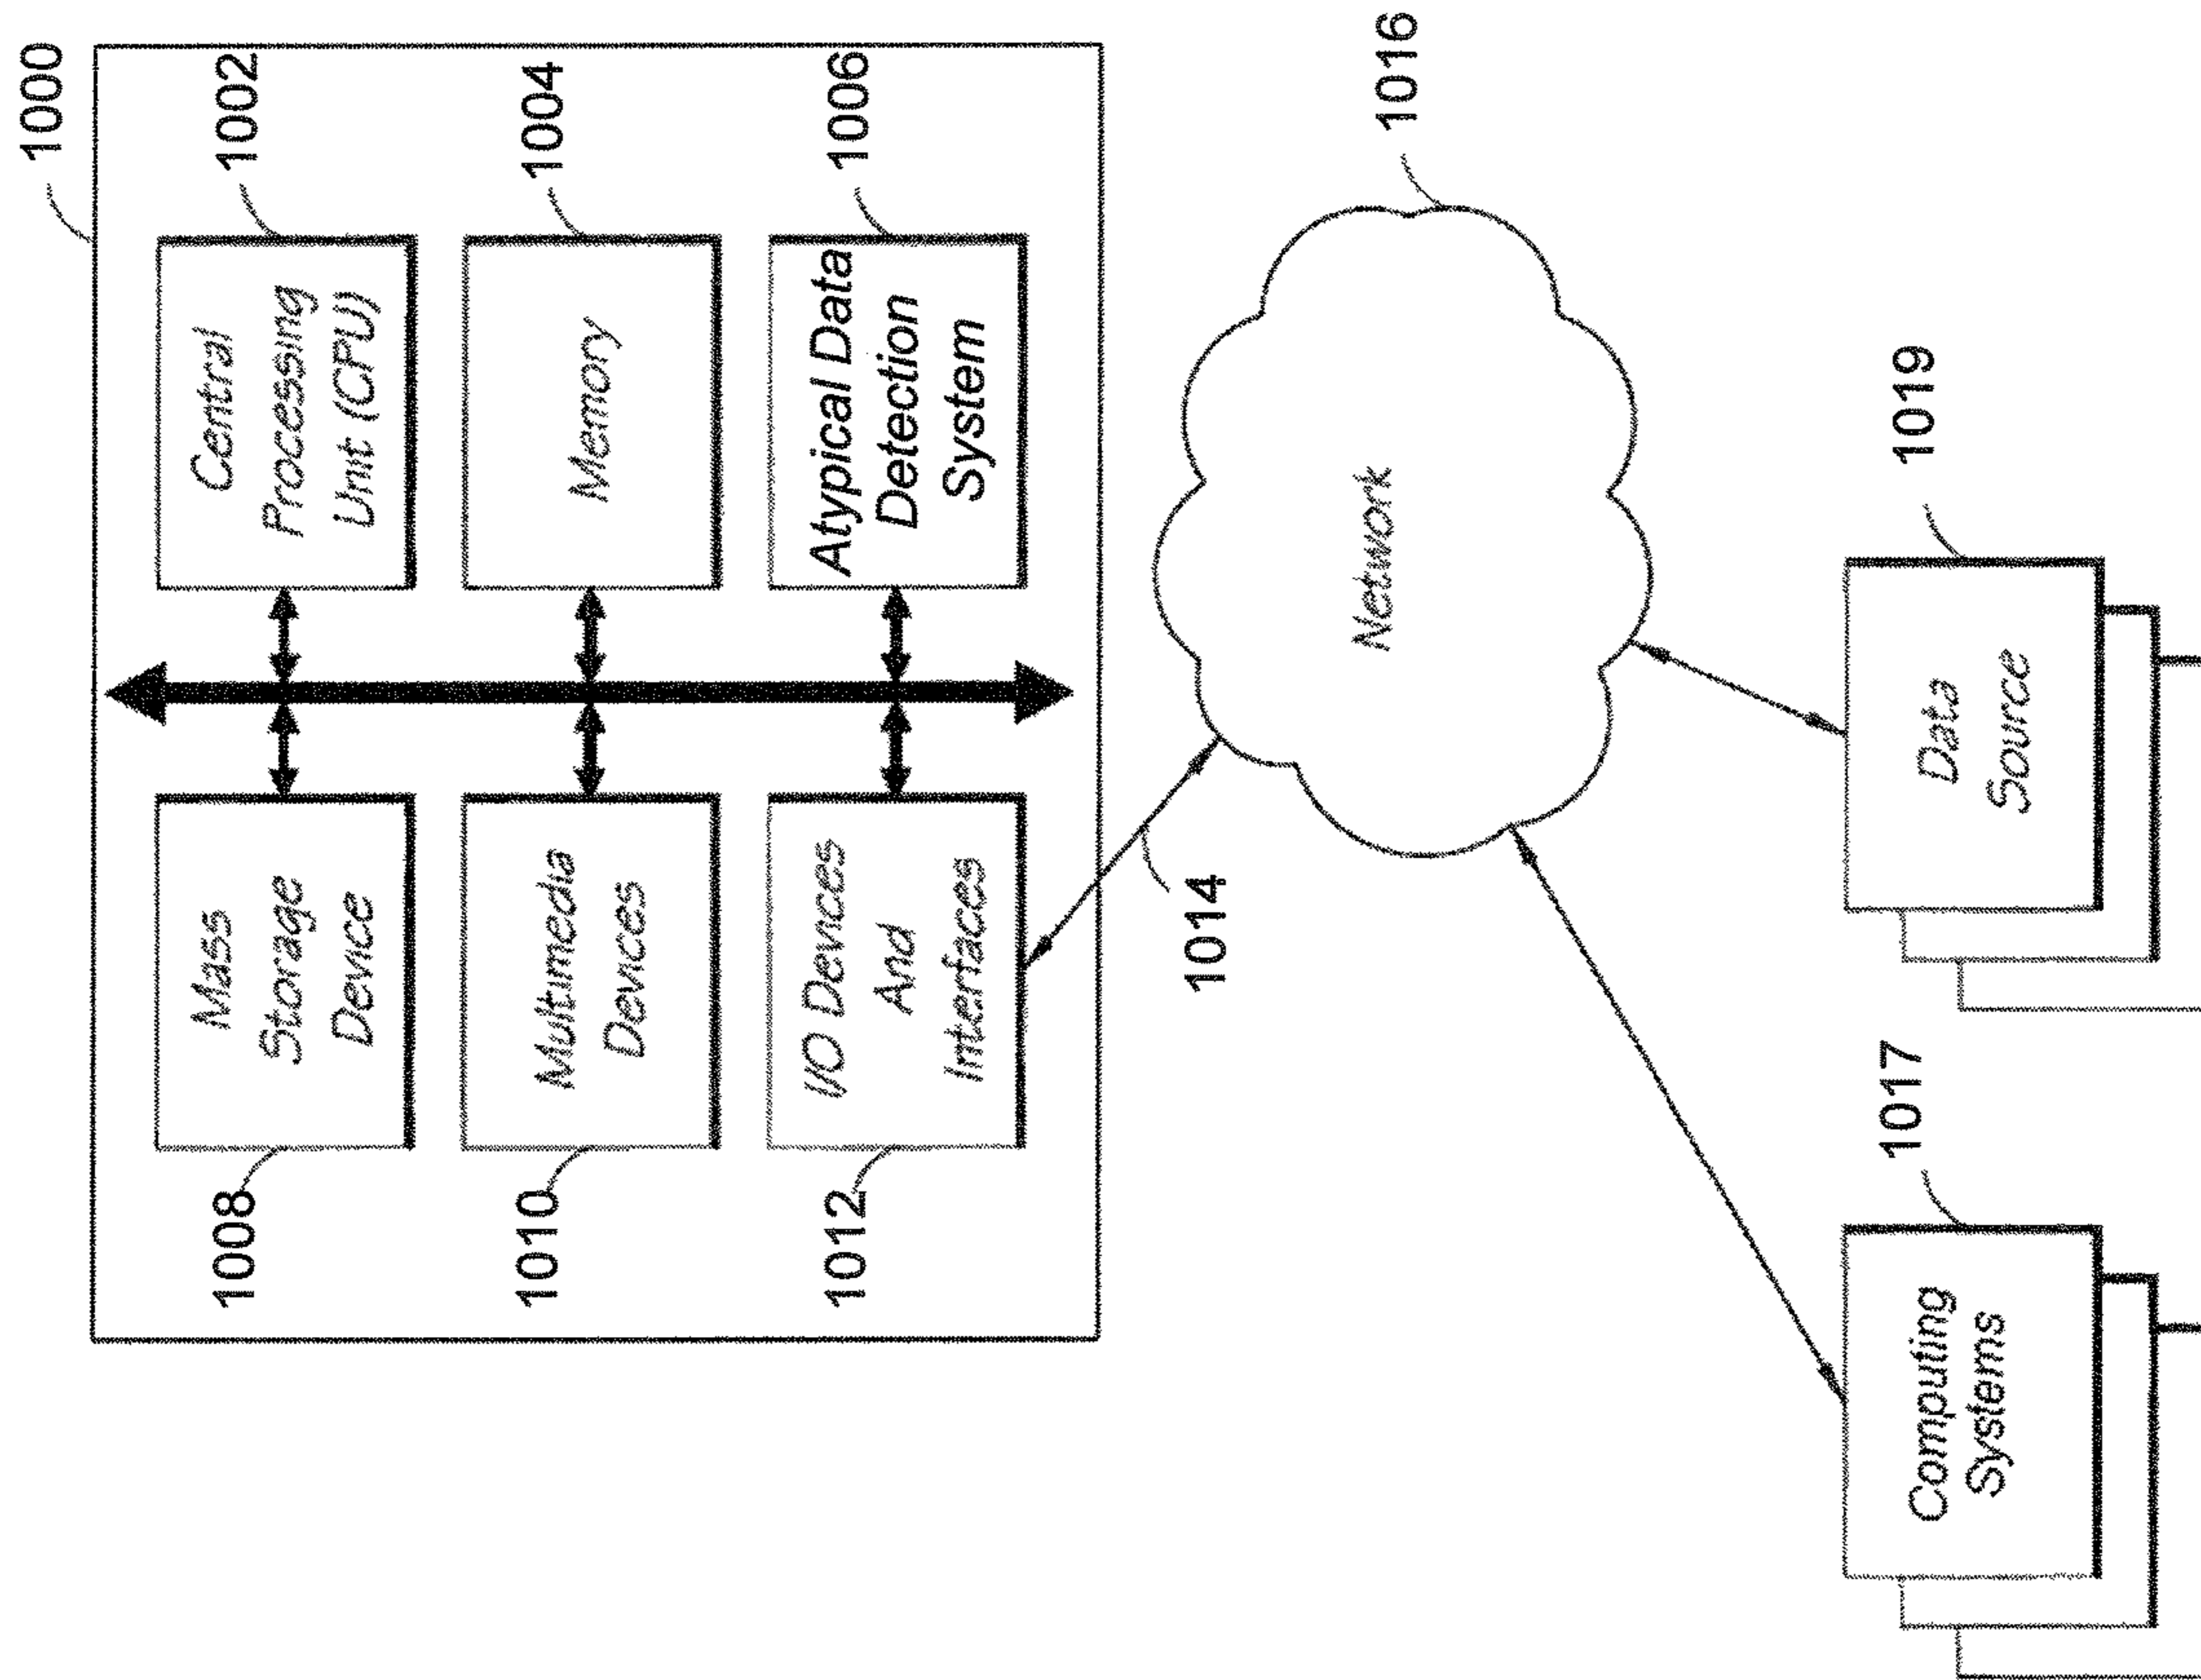 1000
1008
Mass
Storage
Device
Central
Processing
Unit (CPU)
1002
1010
Multimedia
Devices
Memory
1004
1012
I/O Devices
And
Interfaces
Atypical Data
Detection
System
1006
1014
Network
1016
1017
Computing
Systems
1019
Data
Source